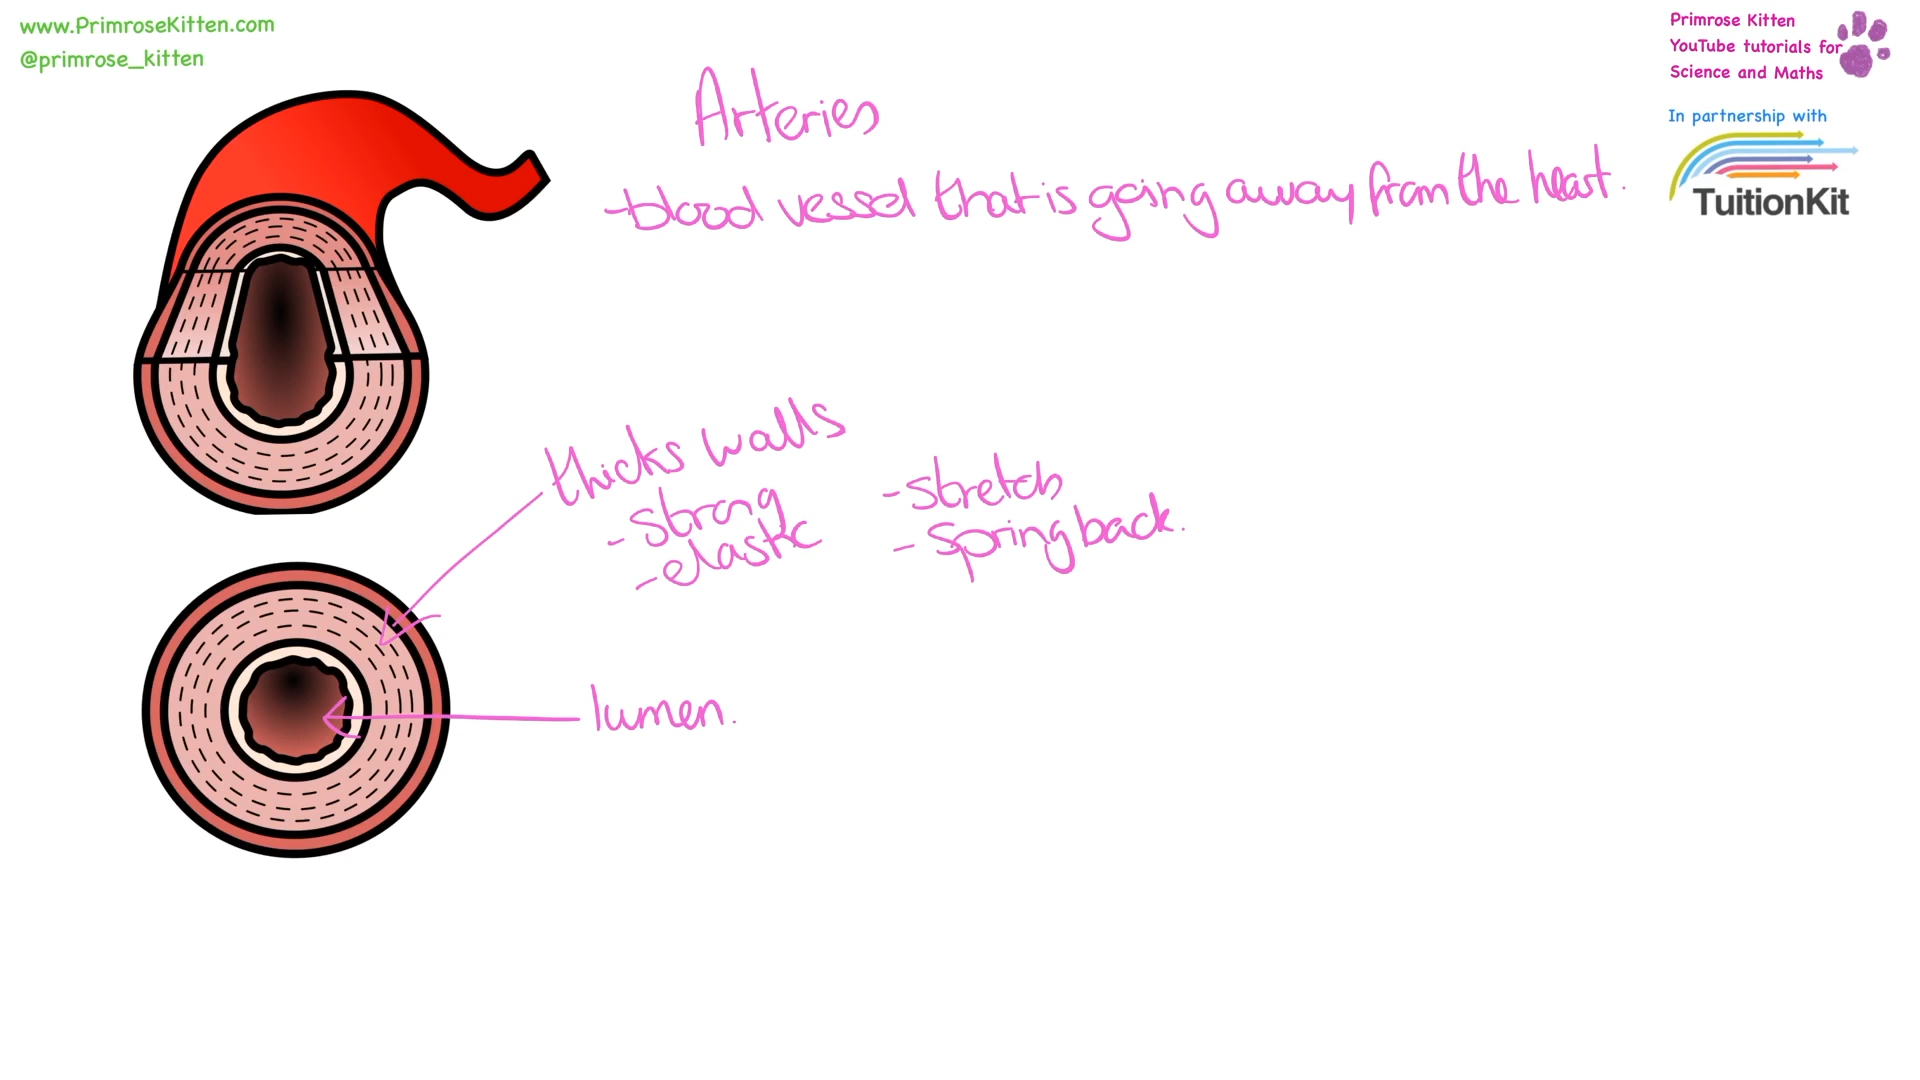 www.PrimroseKitten.com
@primrose_kitten
Primrose Kitten
YouTube tutorials for
Science and Maths
In partnership with
TuitionKit
Arteries
-blood vessel that is going away from the heart.
thicks walls
-strong
-elastic
-stretch
-spring back.
lumen.